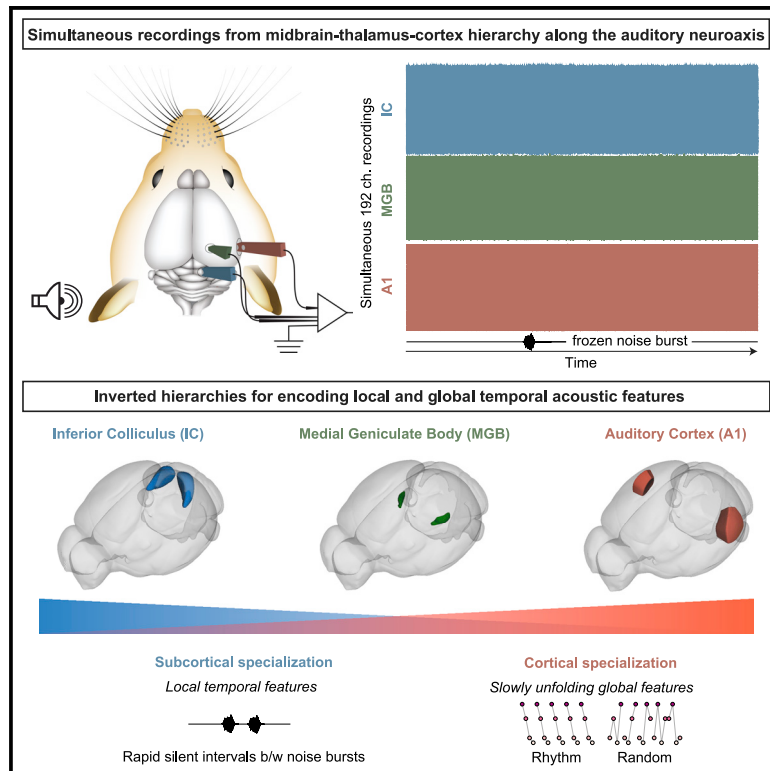 Simultaneous recordings from midbrain-thalamus-cortex hierarchy along the auditory neuroaxis
Simultaneous 192 ch. recordings
IC
MGB
A1
frozen noise burst
Time
Inverted hierarchies for encoding local and global temporal acoustic features
Inferior Colliculus (IC)
Medial Geniculate Body (MGB)
Auditory Cortex (A1)
Subcortical specialization
Local temporal features
Rapid silent intervals b/w noise bursts
Cortical specialization
Slowly unfolding global features
Rhythm
Random